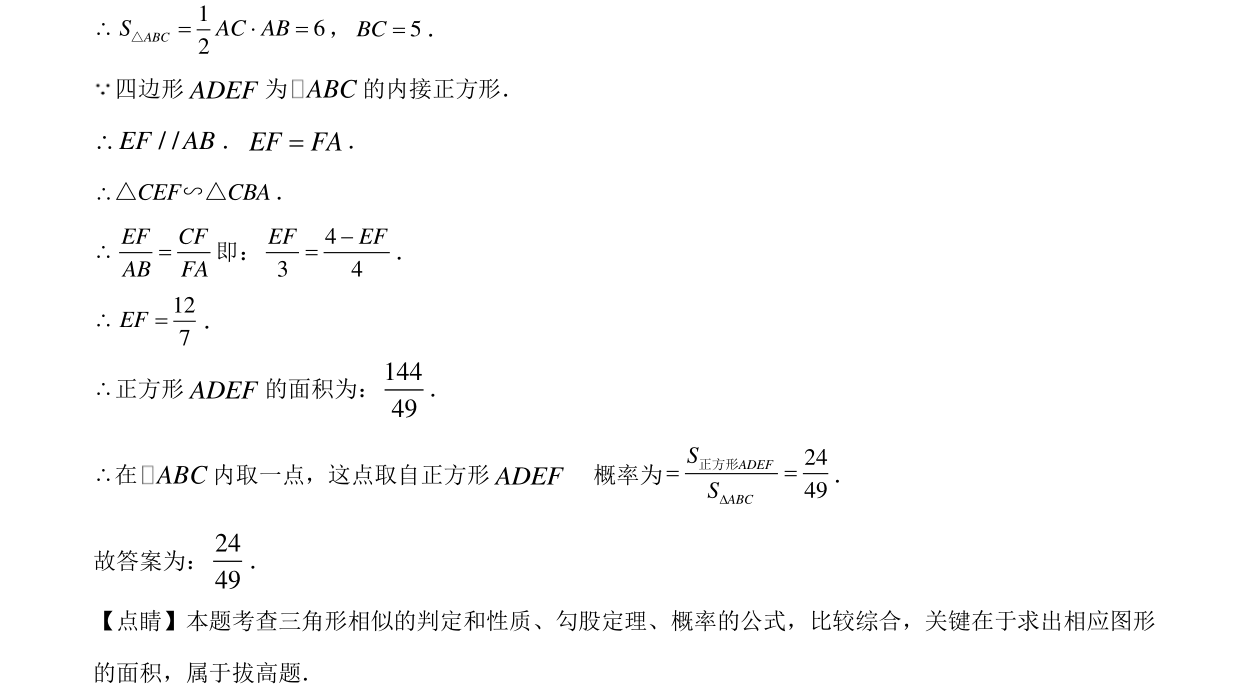 ∴ S△ABC = 1/2 AC · AB = 6， BC = 5．
∵四边形 ADEF 为□ABC 的内接正方形．
∴ EF / / AB． EF = FA．
∴△CEF∽△CBA．
∴ EF/AB = CF/FA 即： EF/3 = (4 − EF)/4．
∴ EF = 12/7．
∴正方形 ADEF 的面积为： 144/49．
∴在□ABC 内取一点，这点取自正方形 ADEF 概率为 = S正方形ADEF/SΔABC = 24/49．
故答案为： 24/49．
【点睛】本题考查三角形相似的判定和性质、勾股定理、概率的公式，比较综合，关键在于求出相应图形
的面积，属于拔高题．